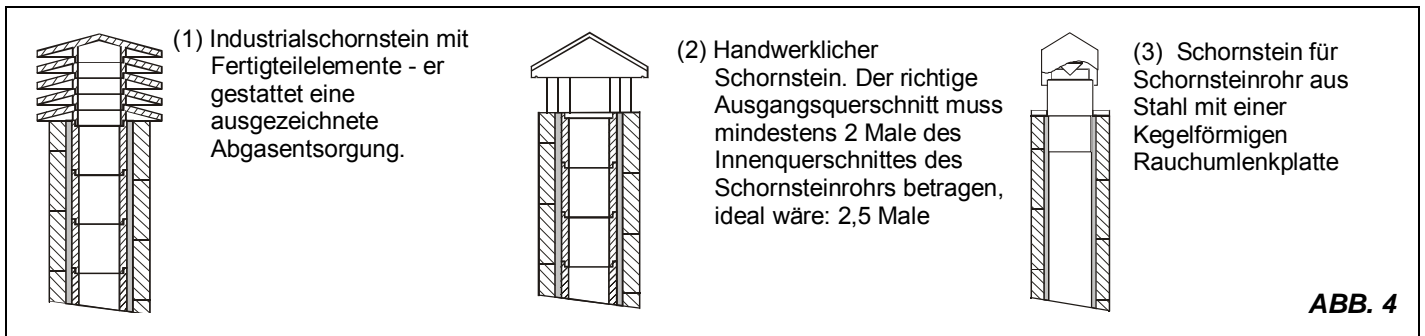 (1) Industrialschornstein mit
Fertigteilelemente - er
gestattet eine
ausgezeichnete
Abgasentsorgung.
(2) Handwerklicher
Schornstein. Der richtige
Ausgangsquerschnitt muss
mindestens 2 Male des
Innenquerschnittes des
Schornsteinrohrs betragen,
ideal wäre: 2,5 Male
(3) Schornstein für
Schornsteinrohr aus
Stahl mit einer
Kegelförmigen
Rauchumlenkplatte
ABB. 4